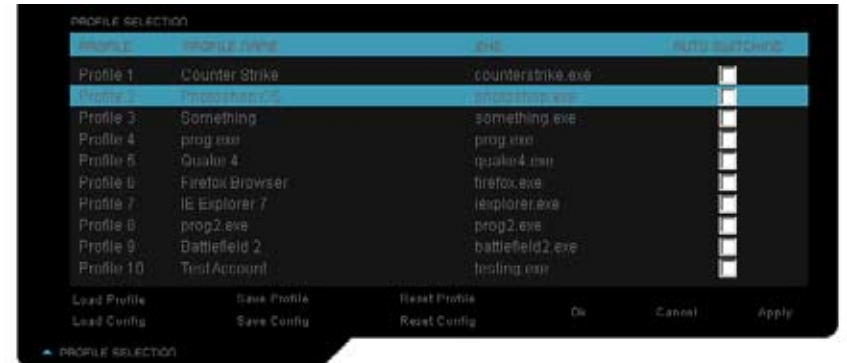 PROFILE SELECTION
PROFILE PROFILE NAME EXE AUTO SWITCHING
Profile 1 Counter Strike counterstrike.exe
Profile 2 Photoshop CS photoshop.exe
Profile 3 Something something.exe
Profile 4 prog.exe prog.exe
Profile 5 Quake 4 quake4.exe
Profile 6 Firefox Browser firefox.exe
Profile 7 IE Explorer 7 iexplorer.exe
Profile 8 prog2.exe prog2.exe
Profile 9 Battlefield 2 battlefield2.exe
Profile 10 Test Account testing.exe
Load Profile Save Profile Reset Profile
Load Config Save Config Reset Config Ok Cancel Apply
PROFILE SELECTION